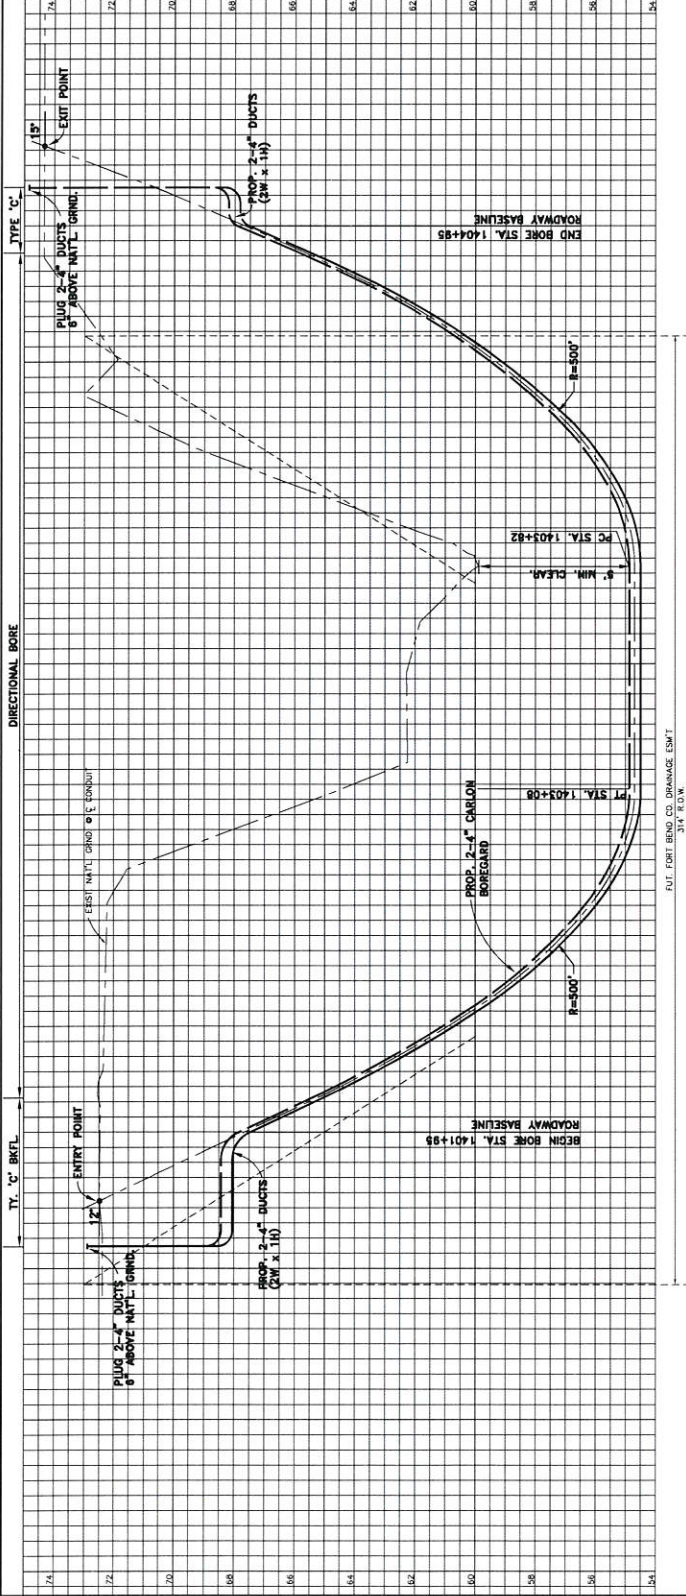 TY. 'C' BKFL
DIRECTIONAL BORE
TYPE 'C'
74
72
70
68
66
64
62
60
58
56
54
PLUG 2-4" DUCTS
6" ABOVE NAT'L. GRND.
12°
ENTRY POINT
PROP. 2-4" DUCTS
(2W x 1H)
BEGIN BORE STA. 1401+95
ROADWAY BASELINE
EXIST. NAT'L GRND @ ℄ CONDUIT
PROP. 2-4" CARLON
BOREGARD
R=500'
PT STA. 1403+08
5' MIN. CLEAR.
PC STA. 1403+82
R=500'
END BORE STA. 1404+95
ROADWAY BASELINE
PROP. 2-4" DUCTS
(2W x 1H)
PLUG 2-4" DUCTS
6" ABOVE NAT'L. GRND.
15°
EXIT POINT
74
72
70
68
66
64
62
60
58
56
54
FUT. FORT BEND CO. DRAINAGE ESM'T
314' R.O.W.